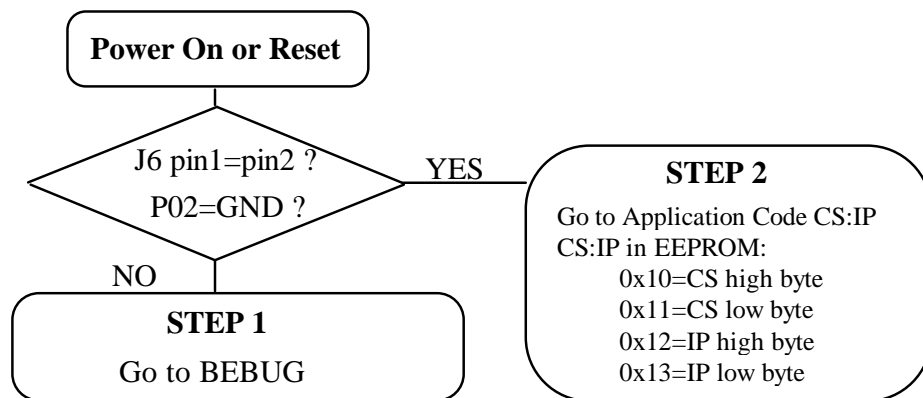 Power On or Reset
J6 pin1=pin2 ?
P02=GND ?
YES
NO
STEP 1
Go to BEBUG
STEP 2
Go to Application Code CS:IP
CS:IP in EEPROM:
0x10=CS high byte
0x11=CS low byte
0x12=IP high byte
0x13=IP low byte